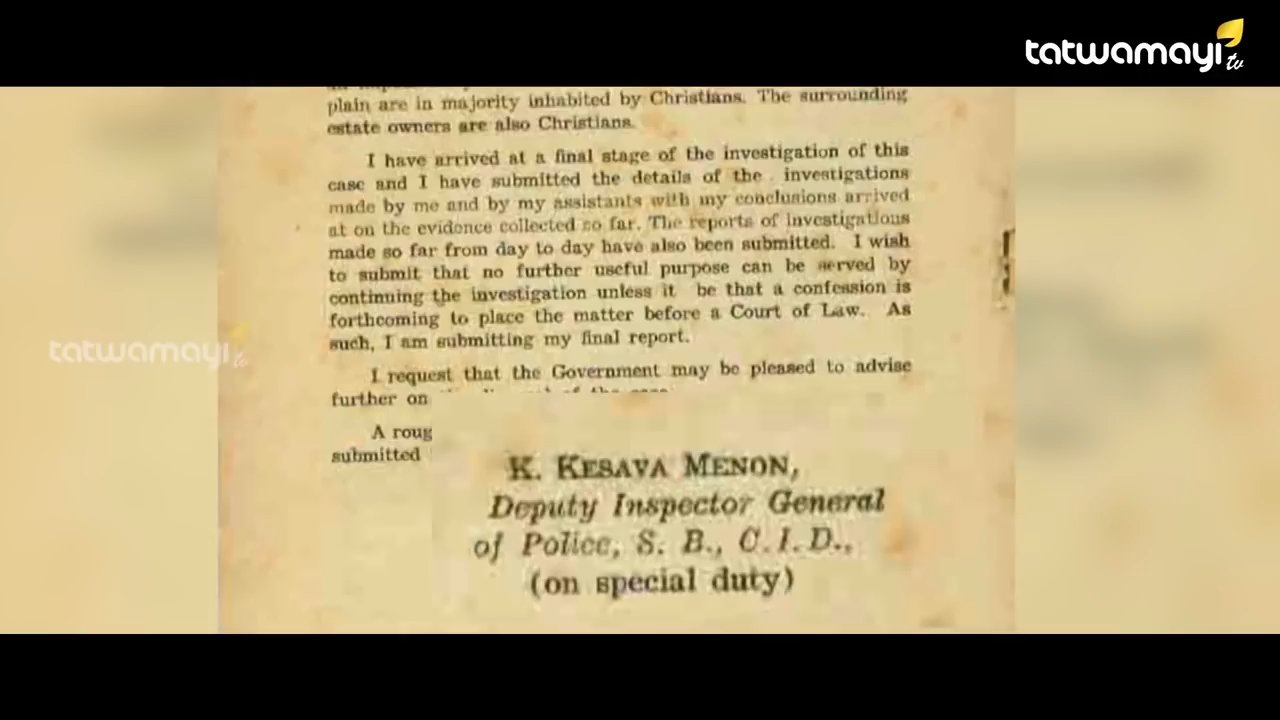 tatwamayi tv
plain are in majority inhabited by Christians. The surrounding
estate owners are also Christians.
I have arrived at a final stage of the investigation of this
case and I have submitted the details of the investigations
made by me and by my assistants with my conclusions arrived
at on the evidence collected so far. The reports of investigations
made so far from day to day have also been submitted. I wish
to submit that no further useful purpose can be served by
continuing the investigation unless it be that a confession is
forthcoming to place the matter before a Court of Law. As
such, I am submitting my final report.
tatwamayi tv
I request that the Government may be pleased to advise
further on
A roug
submitted
K. KESAVA MENON,
Deputy Inspector General
of Police, S. B., C.I.D.,
(on special duty)